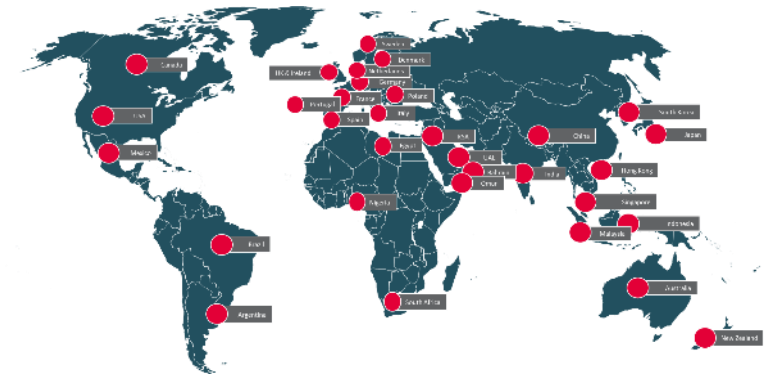 Sweden
Canada
Denmark
UK & Ireland
Netherlands
Germany
Poland
France
Portugal
USA
Italy
South Korea
Spain
Japan
KSA
China
Egypt
Mexico
UAE
Bahrain
India
Hong Kong
Oman
Nigeria
Singapore
Indonesia
Malaysia
Brazil
Australia
South Africa
Argentina
New Zealand